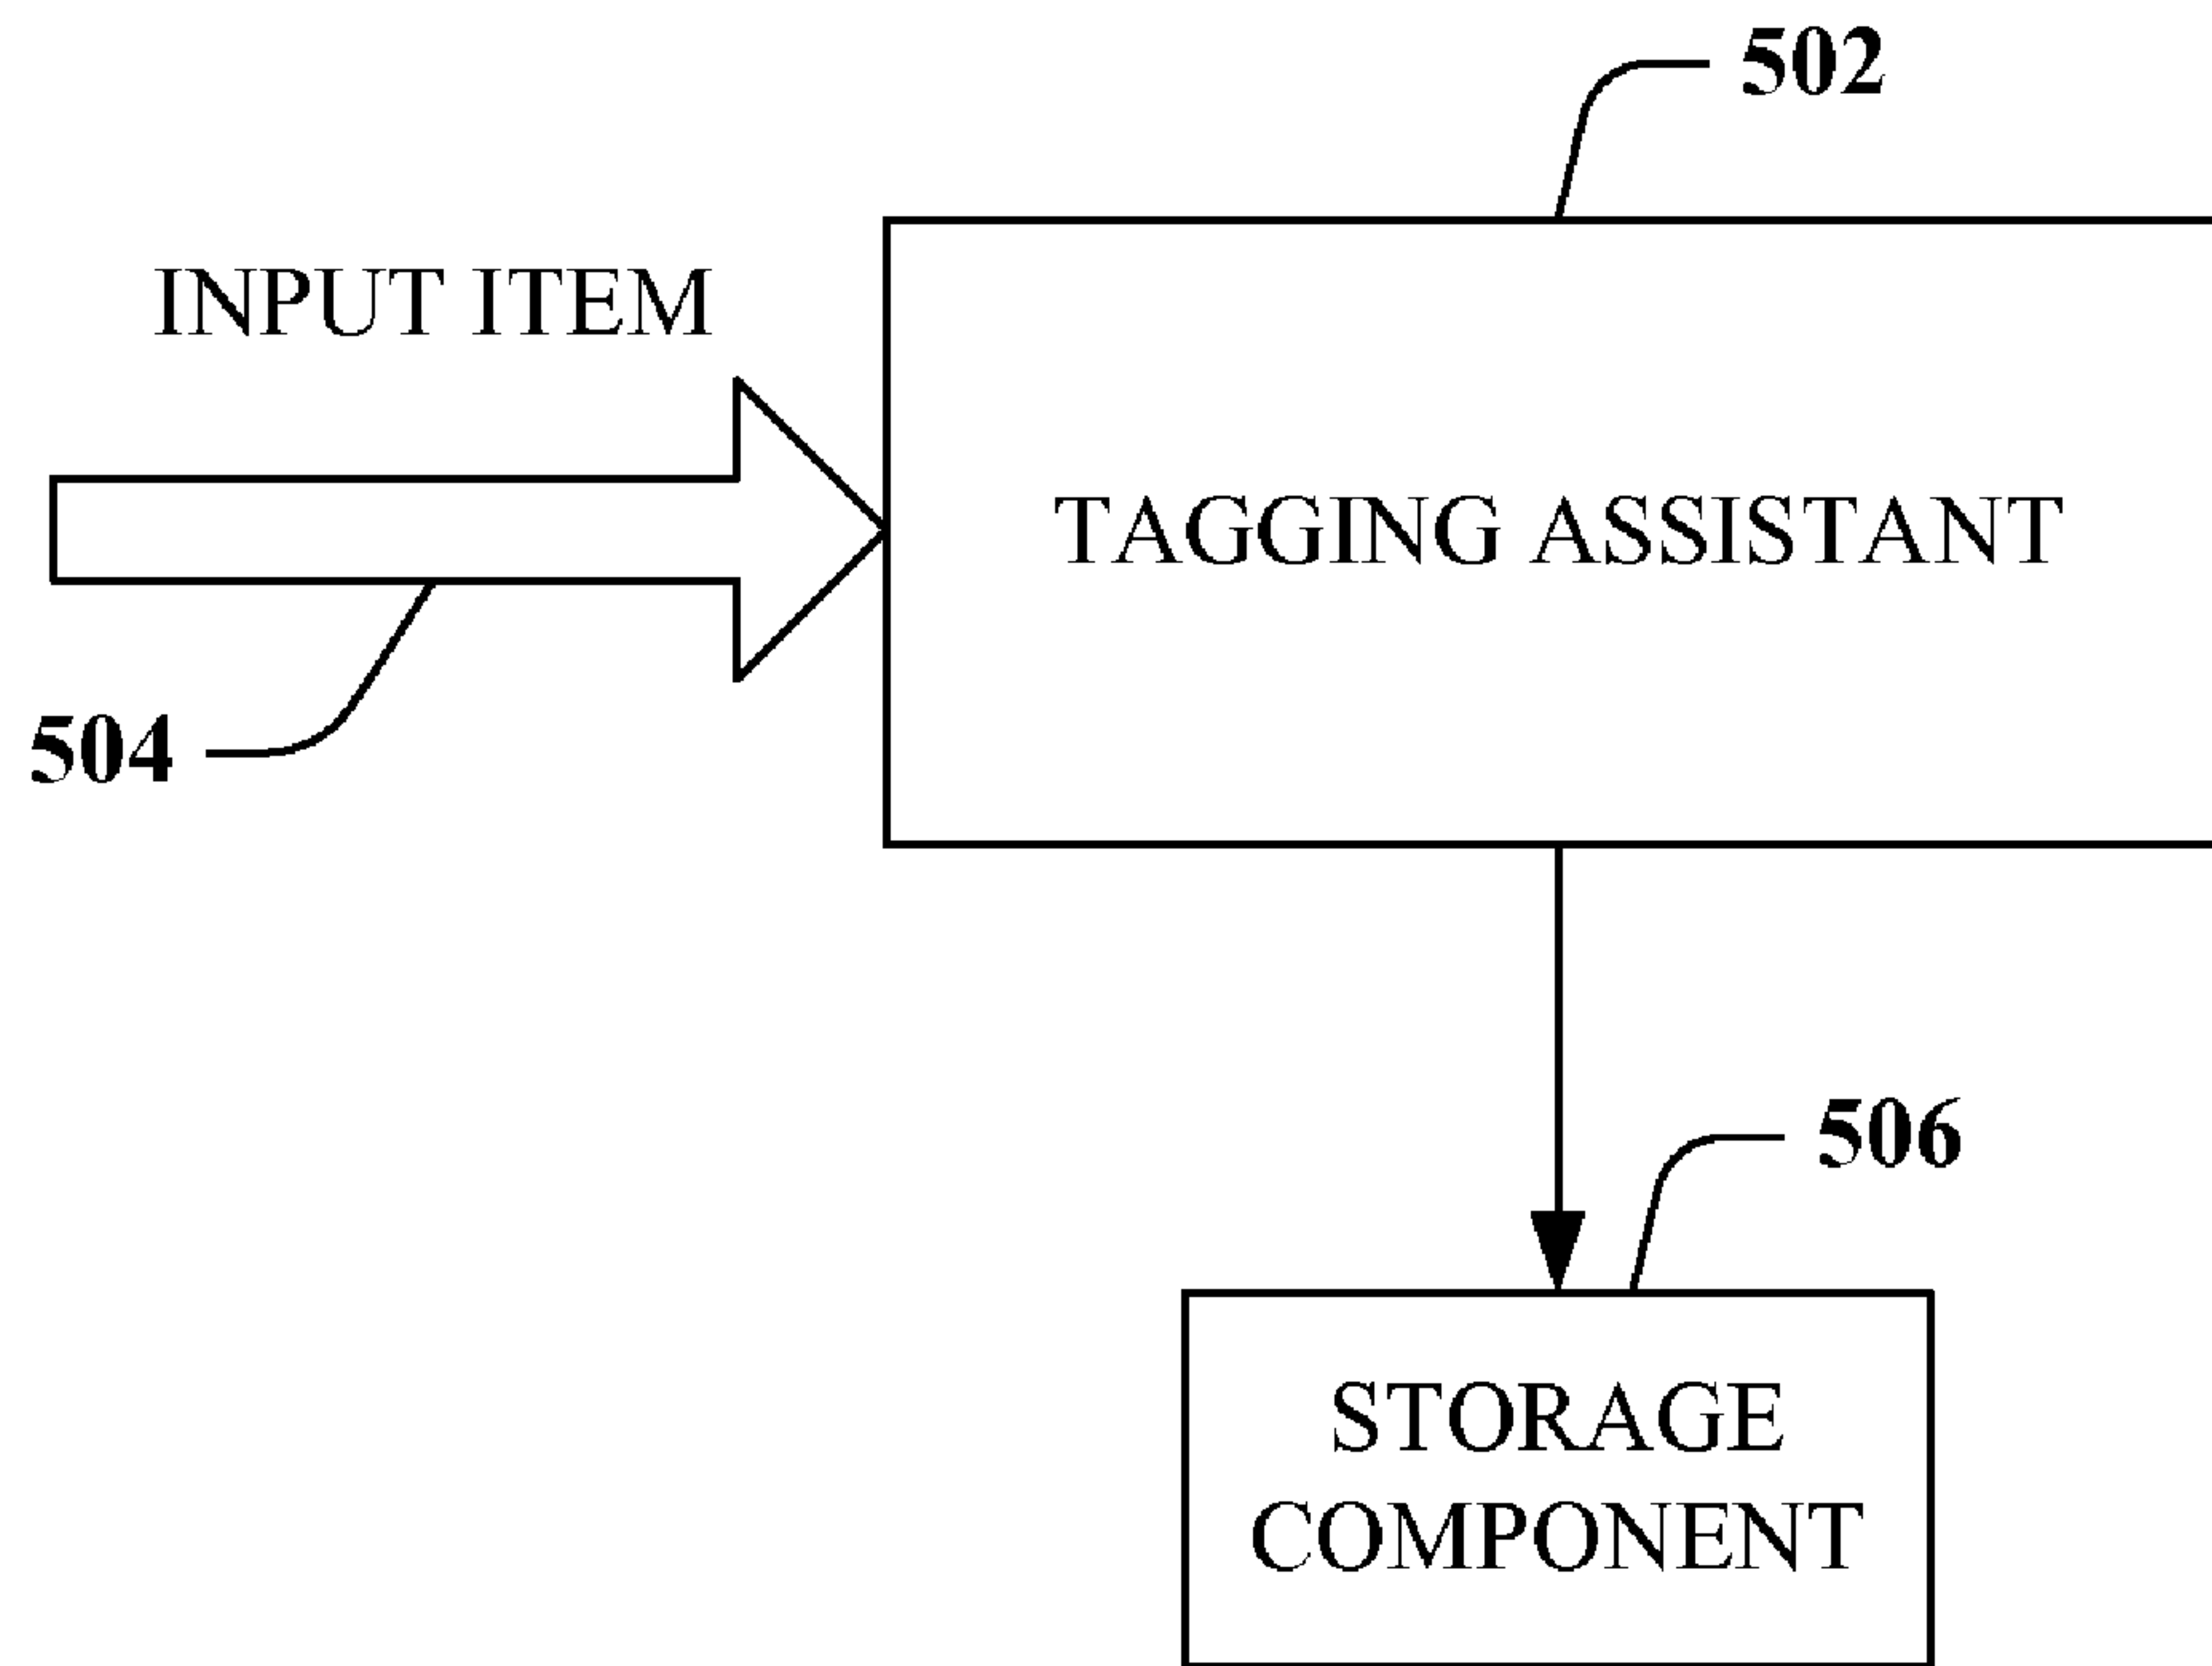 502
INPUT ITEM
TAGGING ASSISTANT
504
506
STORAGE
COMPONENT